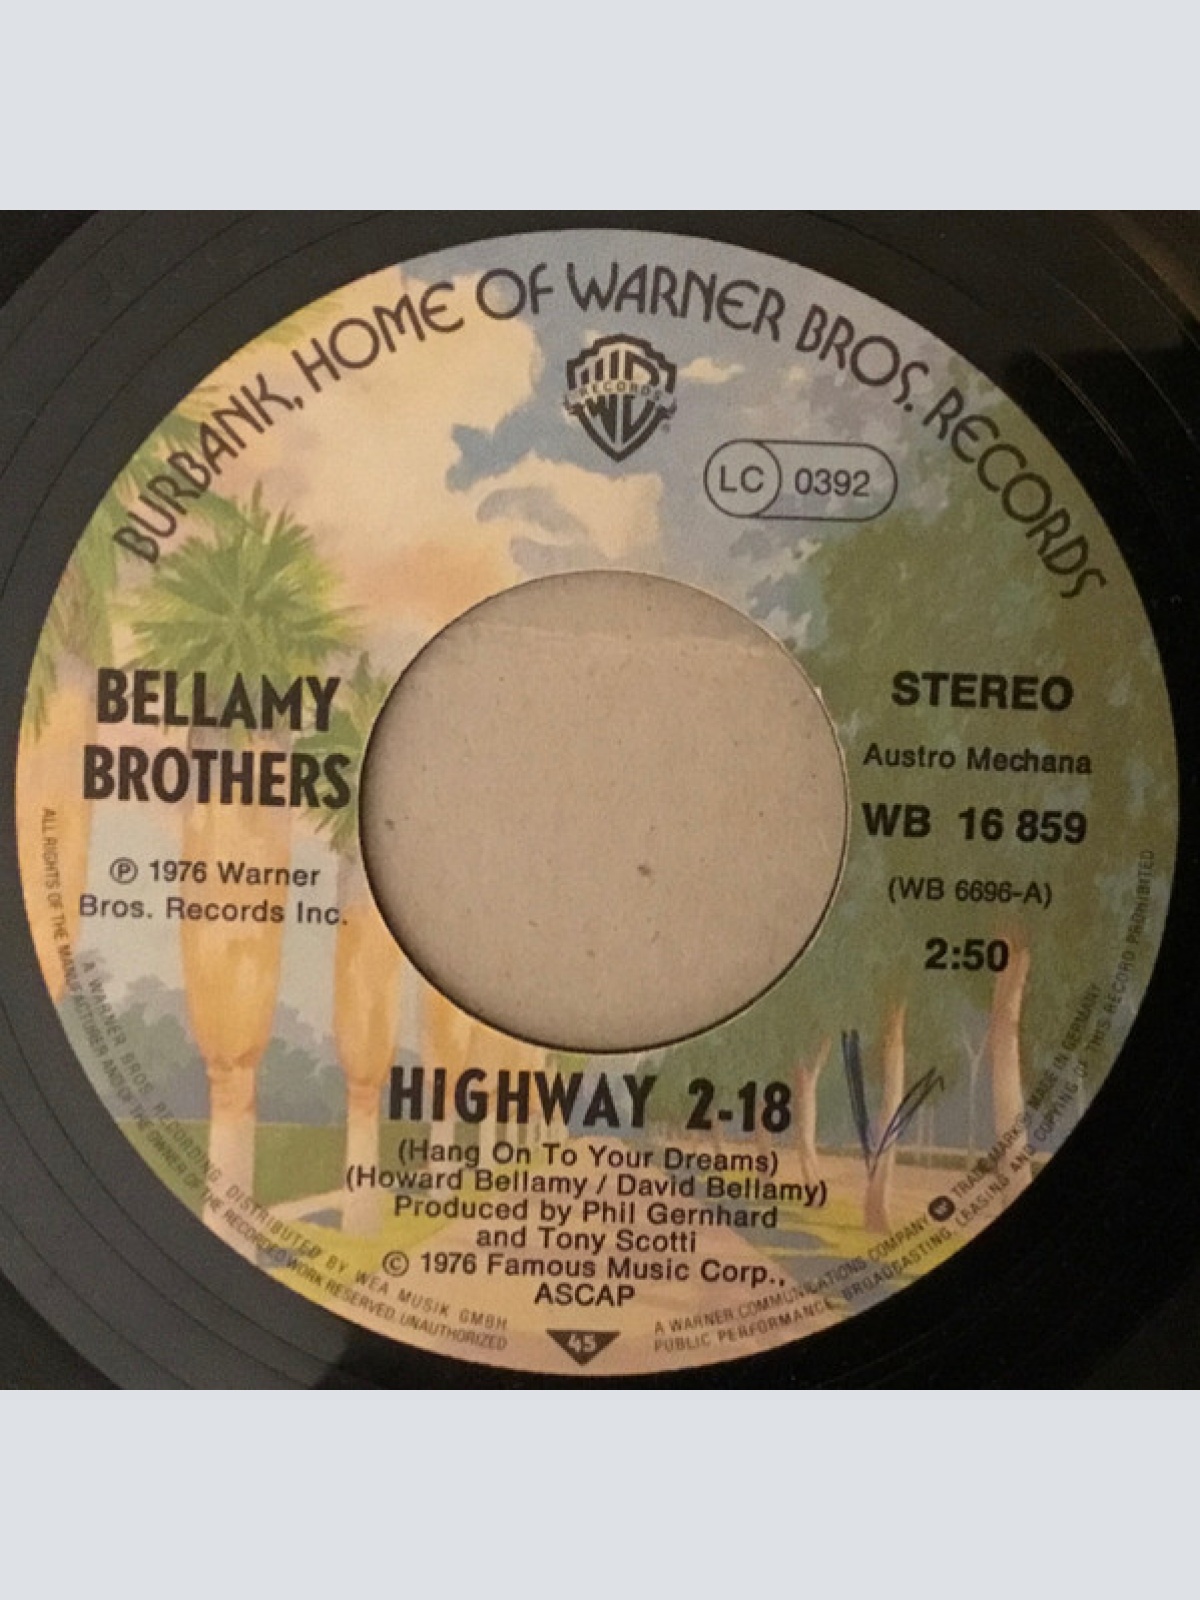 BURBANK, HOME OF WARNER BROS. RECORDS
WB
RECORDS
LC 0392
BELLAMY
BROTHERS
℗ 1976 Warner
Bros. Records Inc.
STEREO
Austro Mechana
WB 16 859
(WB 6696-A)
2:50
HIGHWAY 2-18
(Hang On To Your Dreams)
(Howard Bellamy / David Bellamy)
Produced by Phil Gernhard
and Tony Scotti
© 1976 Famous Music Corp.,
ASCAP
45
A WARNER BROS. RECORDING DISTRIBUTED BY WEA MUSIK GMBH
A WARNER COMMUNICATIONS COMPANY TRADE MARKS MADE IN GERMANY
ALL RIGHTS OF THE MANUFACTURER AND OF THE OWNER OF THE RECORDED WORK RESERVED. UNAUTHORIZED
PUBLIC PERFORMANCE, BROADCASTING, LEASING AND COPYING OF THIS RECORD PROHIBITED